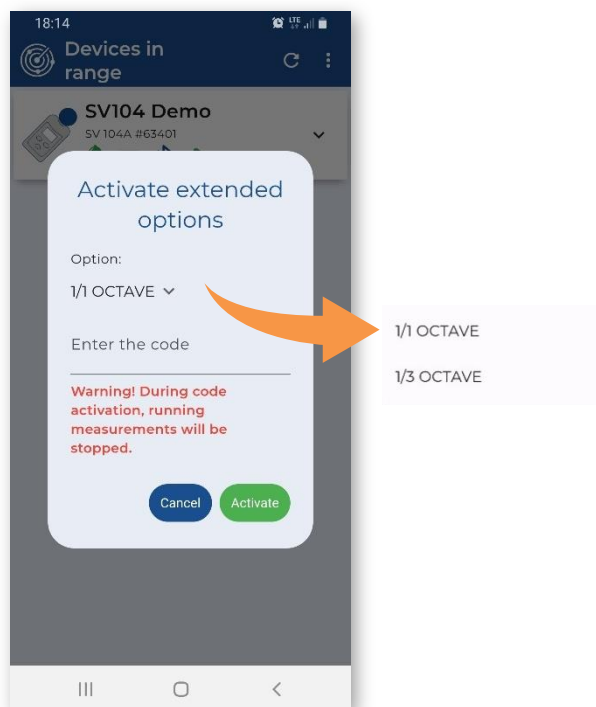 18:14
LTE
Devices in
range
SV104 Demo
SV 104A #63401
Activate extended
options
Option:
1/1 OCTAVE
Enter the code
Warning! During code
activation, running
measurements will be
stopped.
Cancel
Activate
1/1 OCTAVE
1/3 OCTAVE